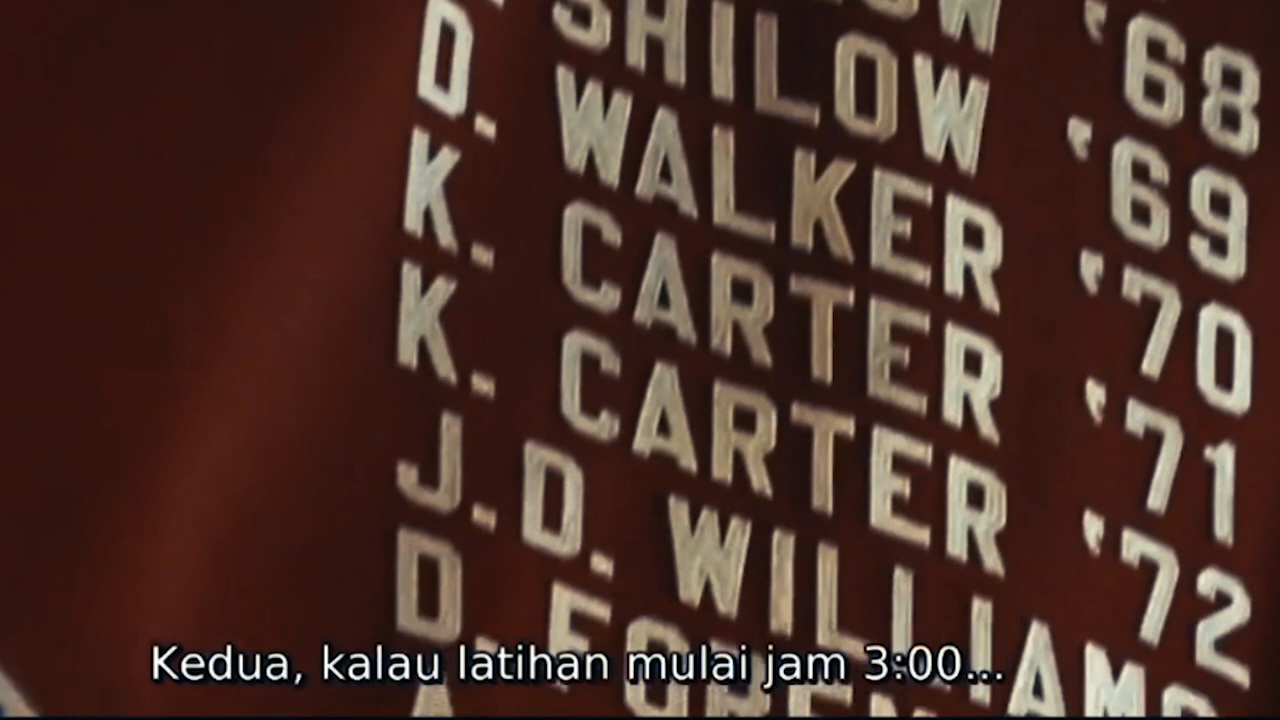 '68
SHILOW '69
D. WALKER '70
K. CARTER '71
K. CARTER '72
J.D. WILLIAMS
D.
Kedua, kalau latihan mulai jam 3:00...